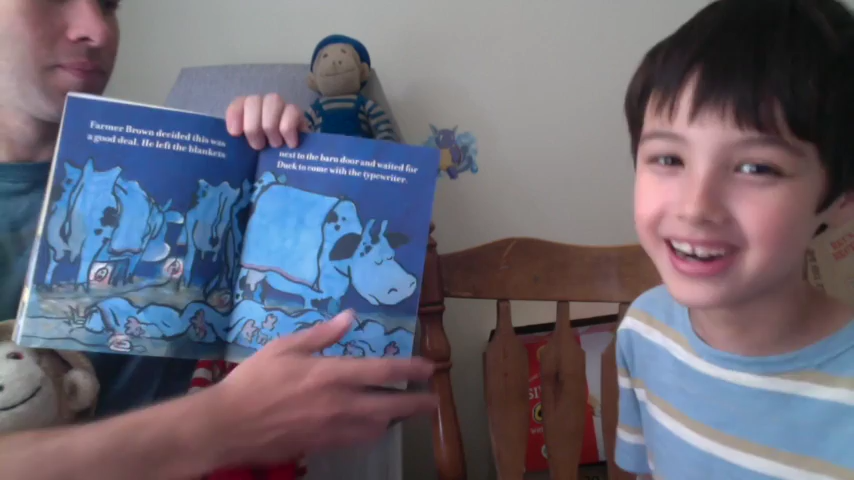 Farmer Brown decided this was
a good deal. He left the blankets
next to the barn door and waited for
Duck to come with the typewriter.